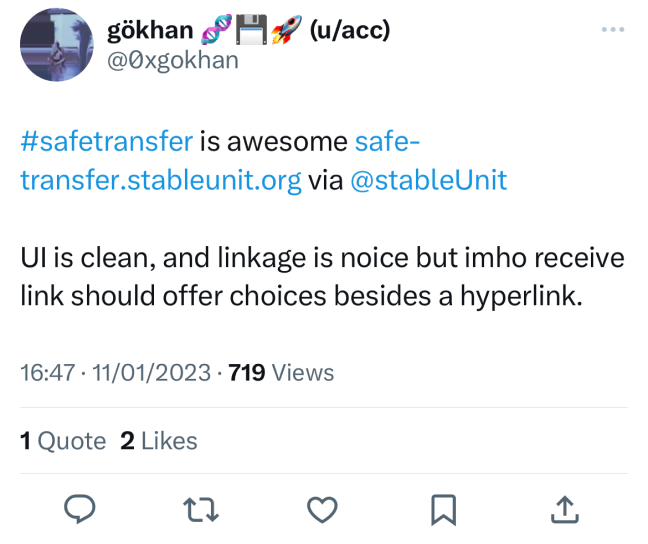 gökhan 🧬💾🚀 (u/acc)
@0xgokhan
#safetransfer is awesome safe-
transfer.stableunit.org via @stableUnit
UI is clean, and linkage is noice but imho receive
link should offer choices besides a hyperlink.
16:47 · 11/01/2023 · 719 Views
1 Quote 2 Likes